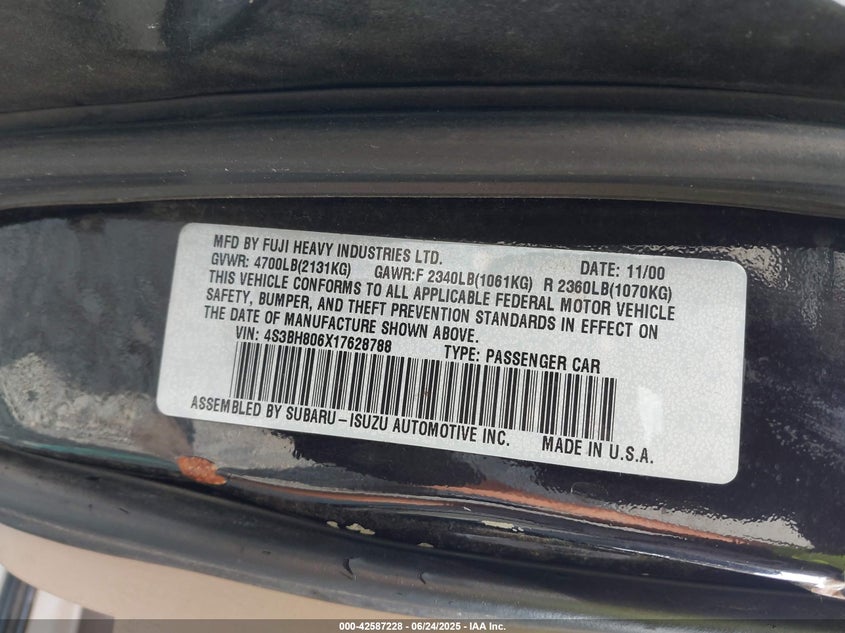 MFD BY FUJI HEAVY INDUSTRIES LTD. DATE: 11/00
GVWR: 4700LB(2131KG) GAWR:F 2340LB(1061KG) R 2360LB(1070KG)
THIS VEHICLE CONFORMS TO ALL APPLICABLE FEDERAL MOTOR VEHICLE
SAFETY, BUMPER, AND THEFT PREVENTION STANDARDS IN EFFECT ON
THE DATE OF MANUFACTURE SHOWN ABOVE.
VIN: 4S3BH806X17628788 TYPE: PASSENGER CAR
ASSEMBLED BY SUBARU-ISUZU AUTOMOTIVE INC. MADE IN U.S.A.
000-42587228 - 06/24/2025 - IAA Inc.